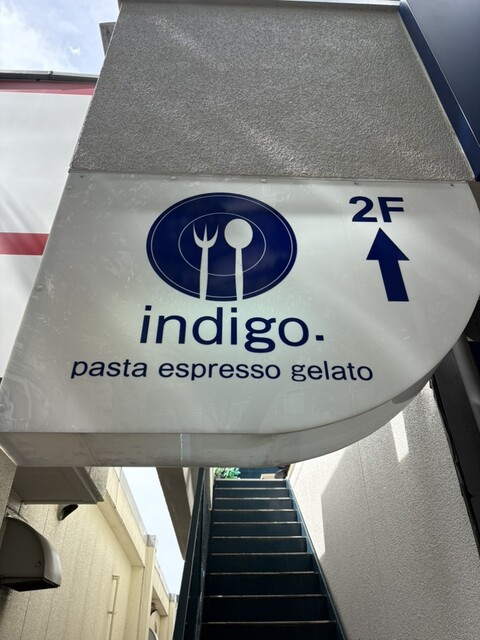 2F
indigo.
pasta espresso gelato